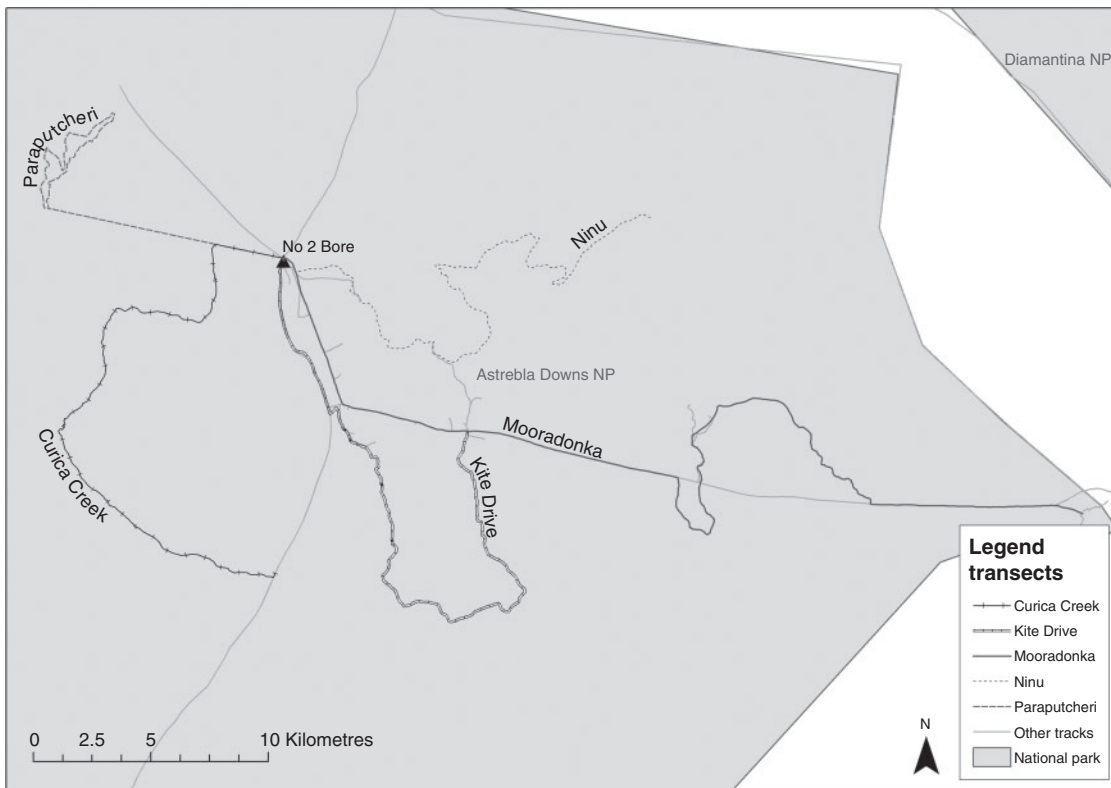 Diamantina NP
Paraputcheri
No 2 Bore
Ninu
Astrebla Downs NP
Mooradonka
Kite Drive
Curica Creek
0 2.5 5 10 Kilometres
N
Legend
transects
Curica Creek
Kite Drive
Mooradonka
Ninu
Paraputcheri
Other tracks
National park